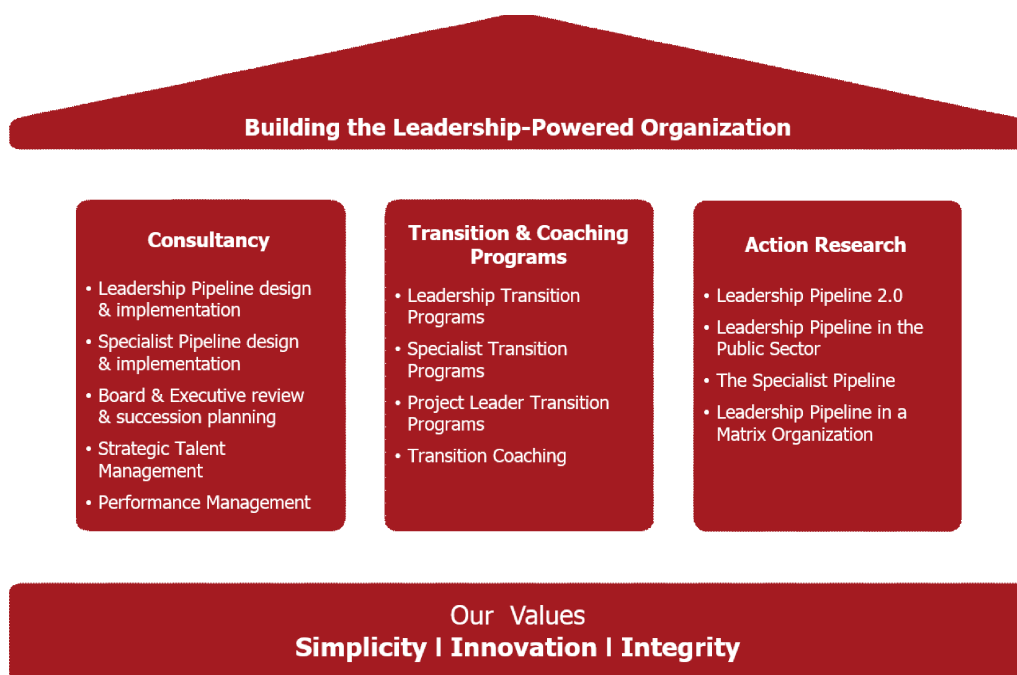 Building the Leadership-Powered Organization
Consultancy
• Leadership Pipeline design
& implementation
• Specialist Pipeline design
& implementation
• Board & Executive review
& succession planning
• Strategic Talent
Management
• Performance Management
Transition & Coaching
Programs
• Leadership Transition
Programs
• Specialist Transition
Programs
• Project Leader Transition
Programs
• Transition Coaching
Action Research
• Leadership Pipeline 2.0
• Leadership Pipeline in the
Public Sector
• The Specialist Pipeline
• Leadership Pipeline in a
Matrix Organization
Our Values
Simplicity | Innovation | Integrity